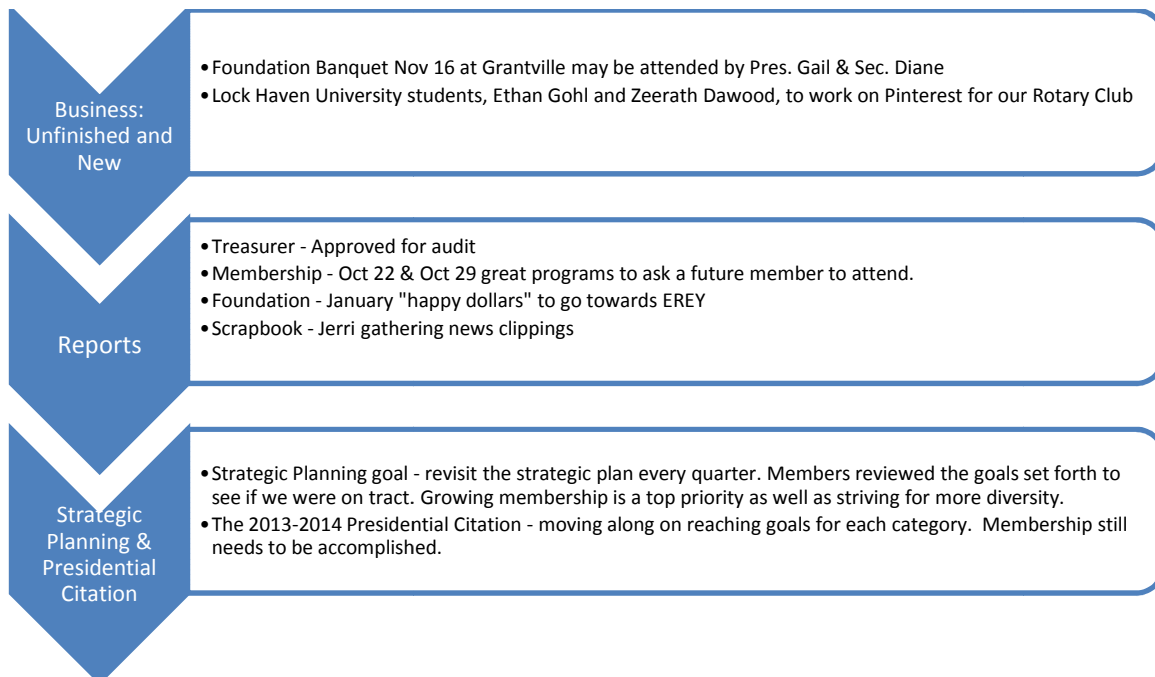 Business:
Unfinished and
New
•Foundation Banquet Nov 16 at Grantville may be attended by Pres. Gail & Sec. Diane
•Lock Haven University students, Ethan Gohl and Zeerath Dawood, to work on Pinterest for our Rotary Club
Reports
•Treasurer - Approved for audit
•Membership - Oct 22 & Oct 29 great programs to ask a future member to attend.
•Foundation - January "happy dollars" to go towards EREY
•Scrapbook - Jerri gathering news clippings
Strategic
Planning &
Presidential
Citation
•Strategic Planning goal - revisit the strategic plan every quarter. Members reviewed the goals set forth to
see if we were on tract. Growing membership is a top priority as well as striving for more diversity.
•The 2013-2014 Presidential Citation - moving along on reaching goals for each category.  Membership still
needs to be accomplished.